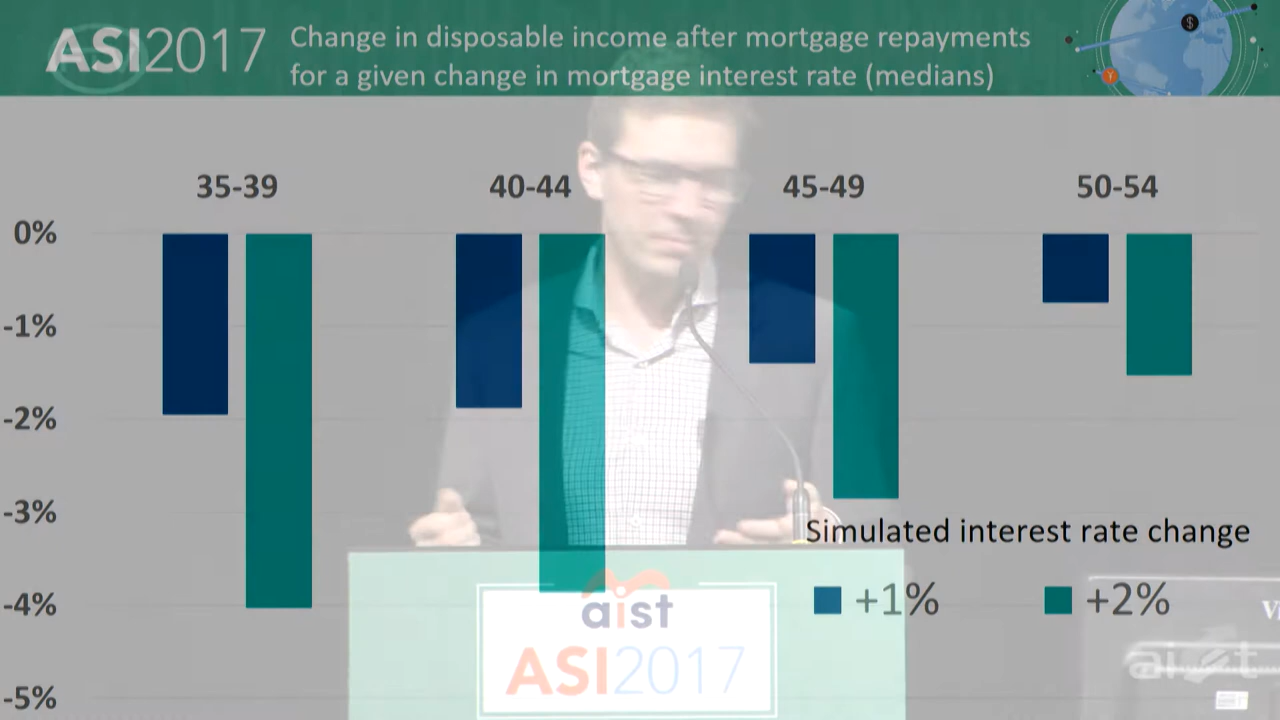 ASI2017
Change in disposable income after mortgage repayments
for a given change in mortgage interest rate (medians)
$
Y
35-39 40-44 45-49 50-54
0%
-1%
-2%
-3%
-4%
-5%
Simulated interest rate change
+1% +2%
aist
ASI2017
aist